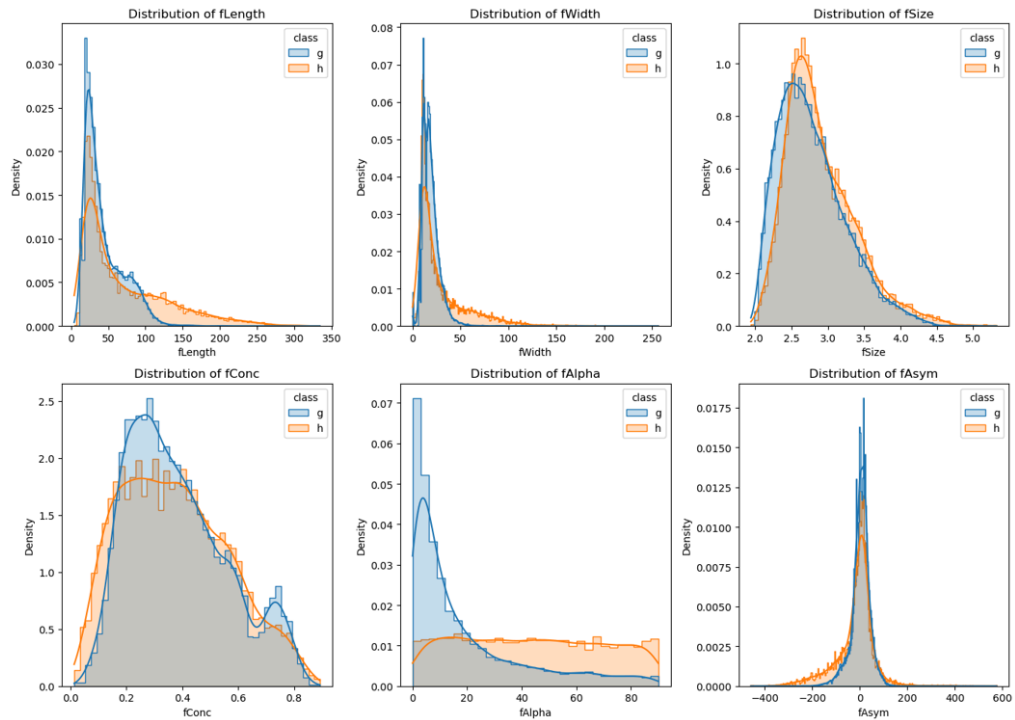 Distribution of fLength
class
g
h
Density
0.030
0.025
0.020
0.015
0.010
0.005
0.000
0 50 100 150 200 250 300 350
fLength
Distribution of fWidth
class
g
h
Density
0.08
0.07
0.06
0.05
0.04
0.03
0.02
0.01
0.00
0 50 100 150 200 250
fWidth
Distribution of fSize
class
g
h
Density
1.0
0.8
0.6
0.4
0.2
0.0
2.0 2.5 3.0 3.5 4.0 4.5 5.0
fSize
Distribution of fConc
class
g
h
Density
2.5
2.0
1.5
1.0
0.5
0.0
0.0 0.2 0.4 0.6 0.8
fConc
Distribution of fAlpha
class
g
h
Density
0.07
0.06
0.05
0.04
0.03
0.02
0.01
0.00
0 20 40 60 80
fAlpha
Distribution of fAsym
class
g
h
Density
0.0175
0.0150
0.0125
0.0100
0.0075
0.0050
0.0025
0.0000
−400 −200 0 200 400 600
fAsym